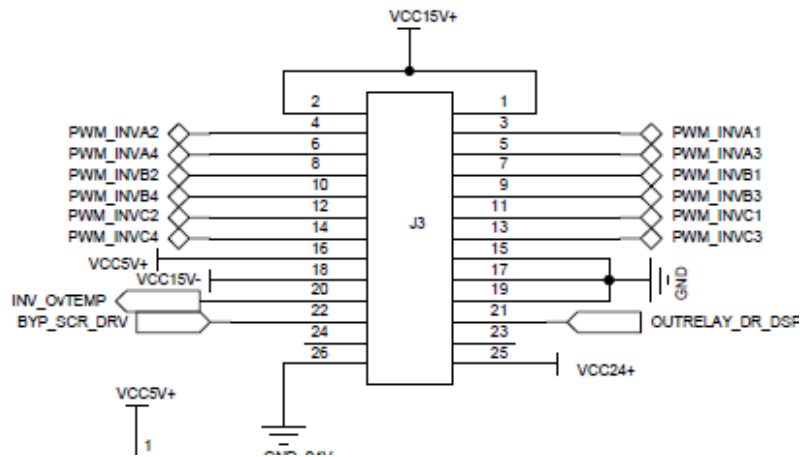 VCC15V+
2 1
PWM_INVA2 4 3 PWM_INVA1
PWM_INVA4 6 5 PWM_INVA3
PWM_INVB2 8 7 PWM_INVB1
PWM_INVB4 10 9 PWM_INVB3
PWM_INVC2 12 11 PWM_INVC1
J3
PWM_INVC4 14 13 PWM_INVC3
VCC5V+ 16 15
VCC15V- 18 17
GND
INV_OvTEMP 20 19
BYP_SCR_DRV 22 21 OUTRELAY_DR_DSP
24 23
26 25
VCC24+
VCC5V+
1